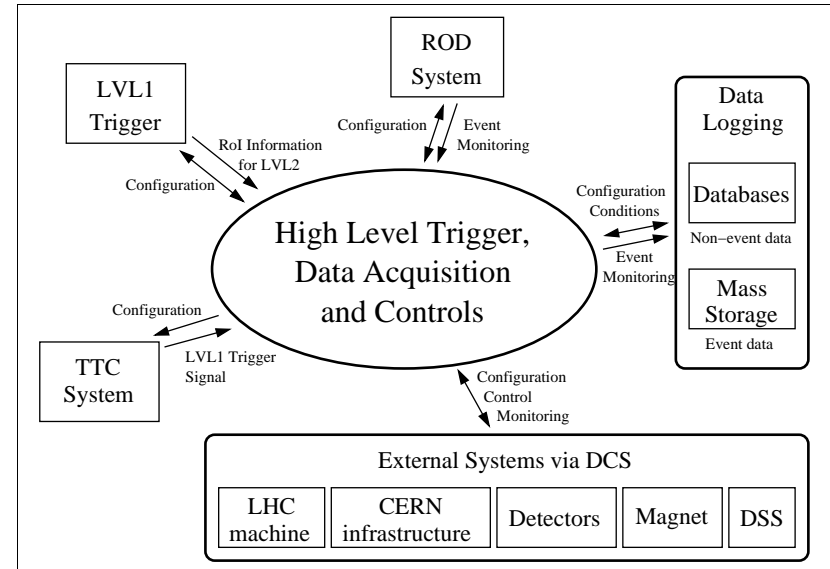 ROD
System
LVL1
Trigger
Configuration
Event
Monitoring
RoI Information
for LVL2
Configuration
Data
Logging
Databases
Non−event data
Mass
Storage
Event data
Configuration
Conditions
Event
Monitoring
High Level Trigger,
Data Acquisition
and Controls
Configuration
LVL1 Trigger
Signal
TTC
System
Configuration
Control
Monitoring
External Systems via DCS
LHC
machine
CERN
infrastructure
Detectors
Magnet
DSS